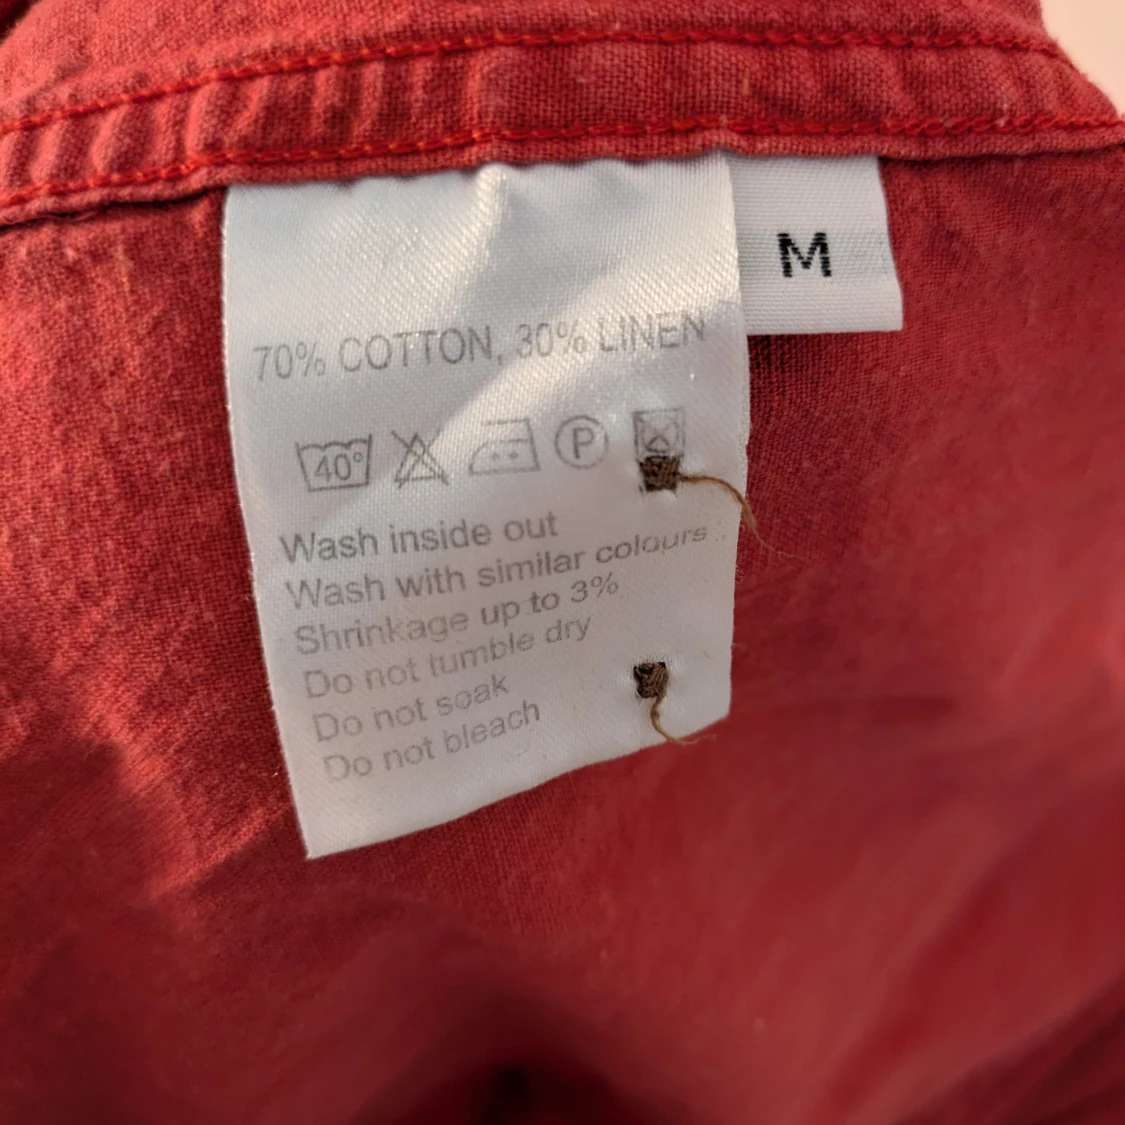 M
70% COTTON, 30% LINEN
40°
P
Wash inside out
Wash with similar colours
Shrinkage up to 3%
Do not tumble dry
Do not soak
Do not bleach